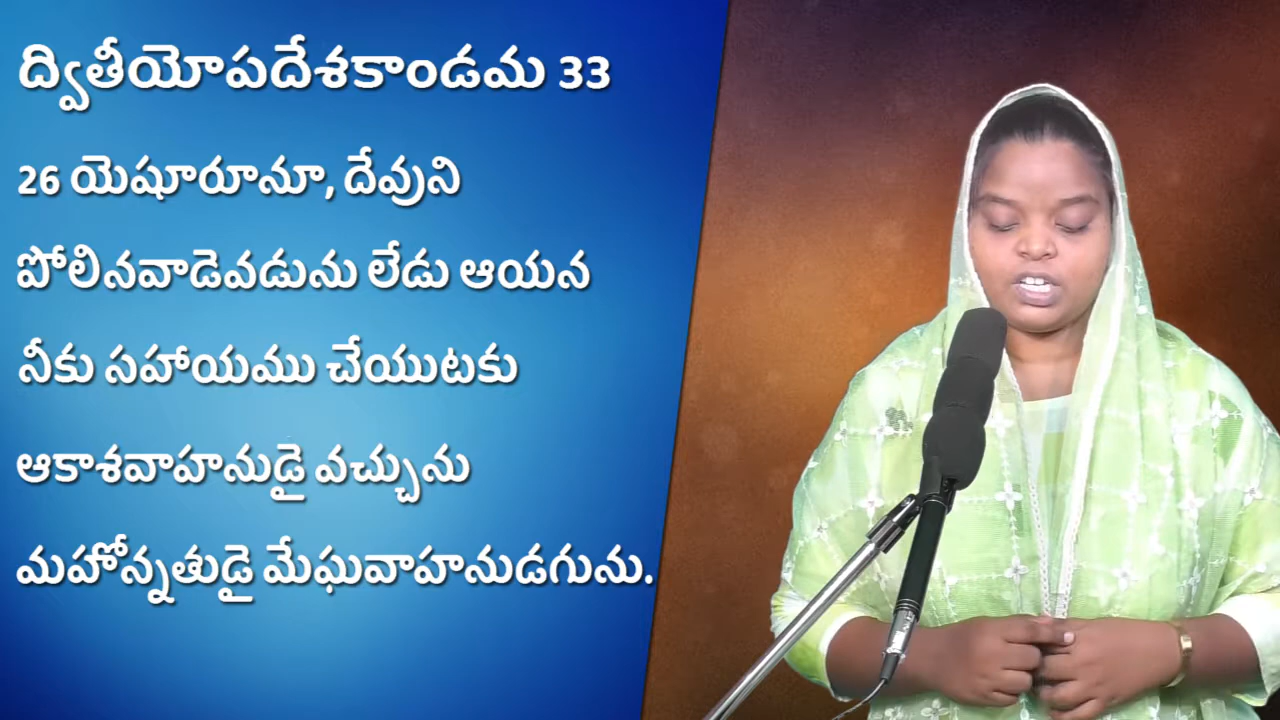 ద్వితీయోపదేశకాండమ 33
26 యెషూరూనూ, దేవుని
పోలినవాడెవడును లేడు ఆయన
నీకు సహాయము చేయుటకు
ఆకాశవాహనుడై వచ్చును
మహోన్నతుడై మేఘవాహనుడగును.